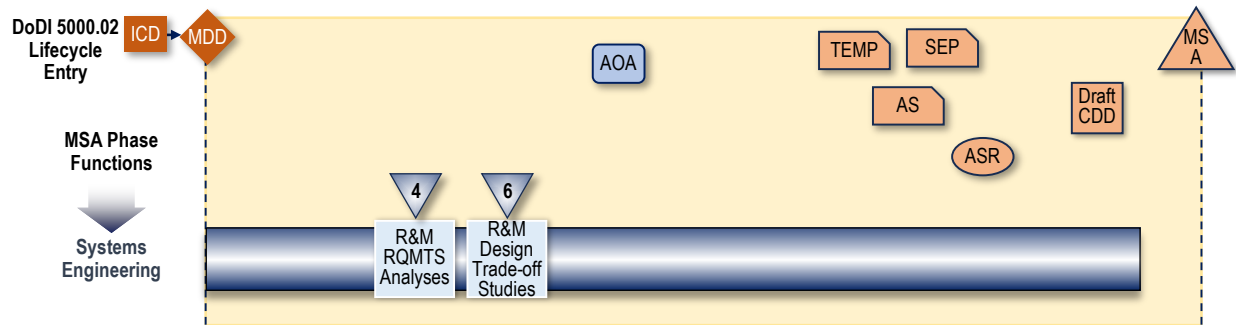 DoDI 5000.02
Lifecycle
Entry
ICD
MDD
AOA
TEMP
SEP
MS
A
AS
Draft
CDD
ASR
MSA Phase
Functions
4
6
Systems
Engineering
R&M
RQMTS
Analyses
R&M
Design
Trade-off
Studies